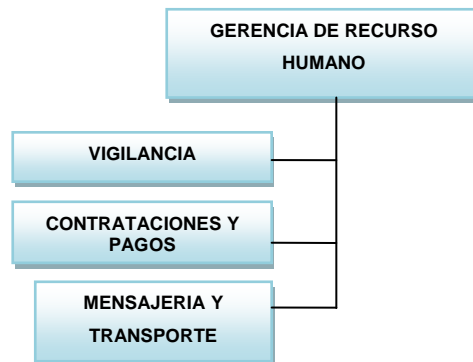 GERENCIA DE RECURSO
HUMANO
VIGILANCIA
CONTRATACIONES Y
PAGOS
MENSAJERIA Y
TRANSPORTE